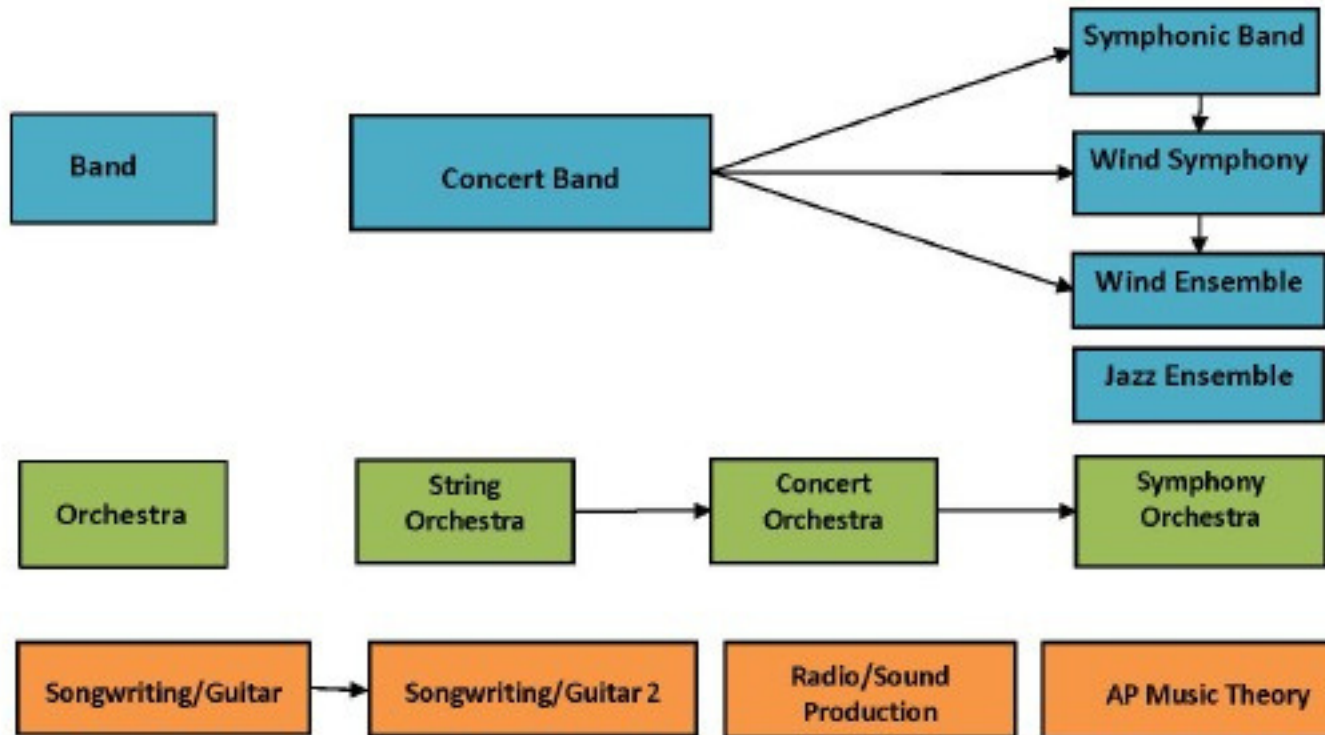 Symphonic Band
Band
Concert Band
Wind Symphony
Wind Ensemble
Jazz Ensemble
Orchestra
String
Orchestra
Concert
Orchestra
Symphony
Orchestra
Songwriting/Guitar
Songwriting/Guitar 2
Radio/Sound
Production
AP Music Theory